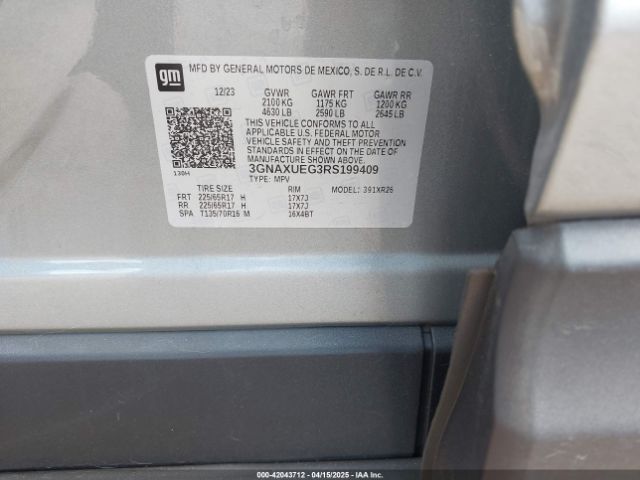 gm
MFD BY GENERAL MOTORS DE MEXICO, S. DE R.L. DE C.V.
12/23 GVWR GAWR FRT GAWR RR
2100 KG 1175 KG 1200 KG
4630 LB 2590 LB 2645 LB
THIS VEHICLE CONFORMS TO ALL
APPLICABLE U.S. FEDERAL MOTOR
VEHICLE SAFETY AND THEFT PREVENTION
STANDARDS IN EFFECT ON THE DATE OF
MANUFACTURE SHOWN ABOVE.
130H 3GNAXUEG3RS199409
TYPE: MPV MODEL: 391XR26
TIRE SIZE RIM
FRT 225/65R17 H 17X7J
RR 225/65R17 H 17X7J
SPA T135/70R16 M 16X4BT
000-42043712 04/15/2025 IAAI.COM